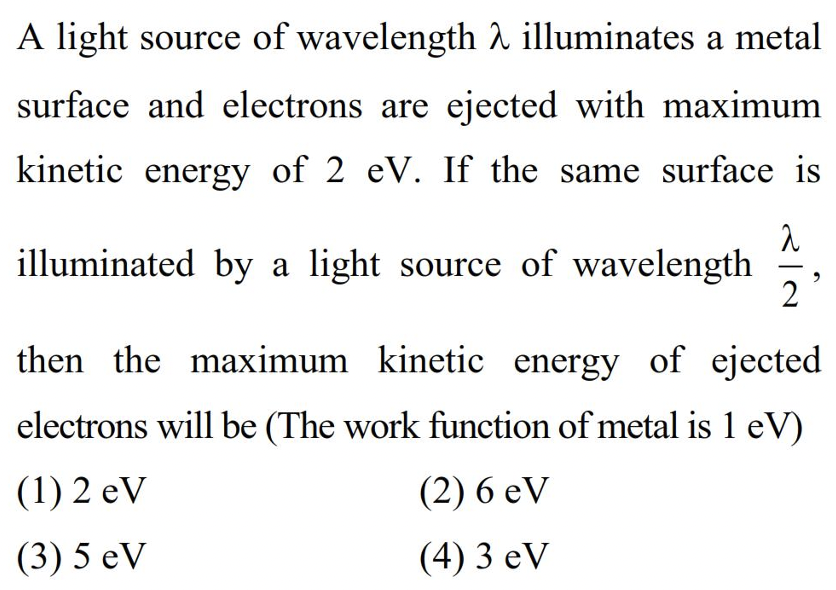 A light source of wavelength λ illuminates a metal
surface and electrons are ejected with maximum
kinetic energy of 2 eV. If the same surface is
illuminated by a light source of wavelength λ/2,
then the maximum kinetic energy of ejected
electrons will be (The work function of metal is 1 eV)
(1) 2 eV (2) 6 eV
(3) 5 eV (4) 3 eV